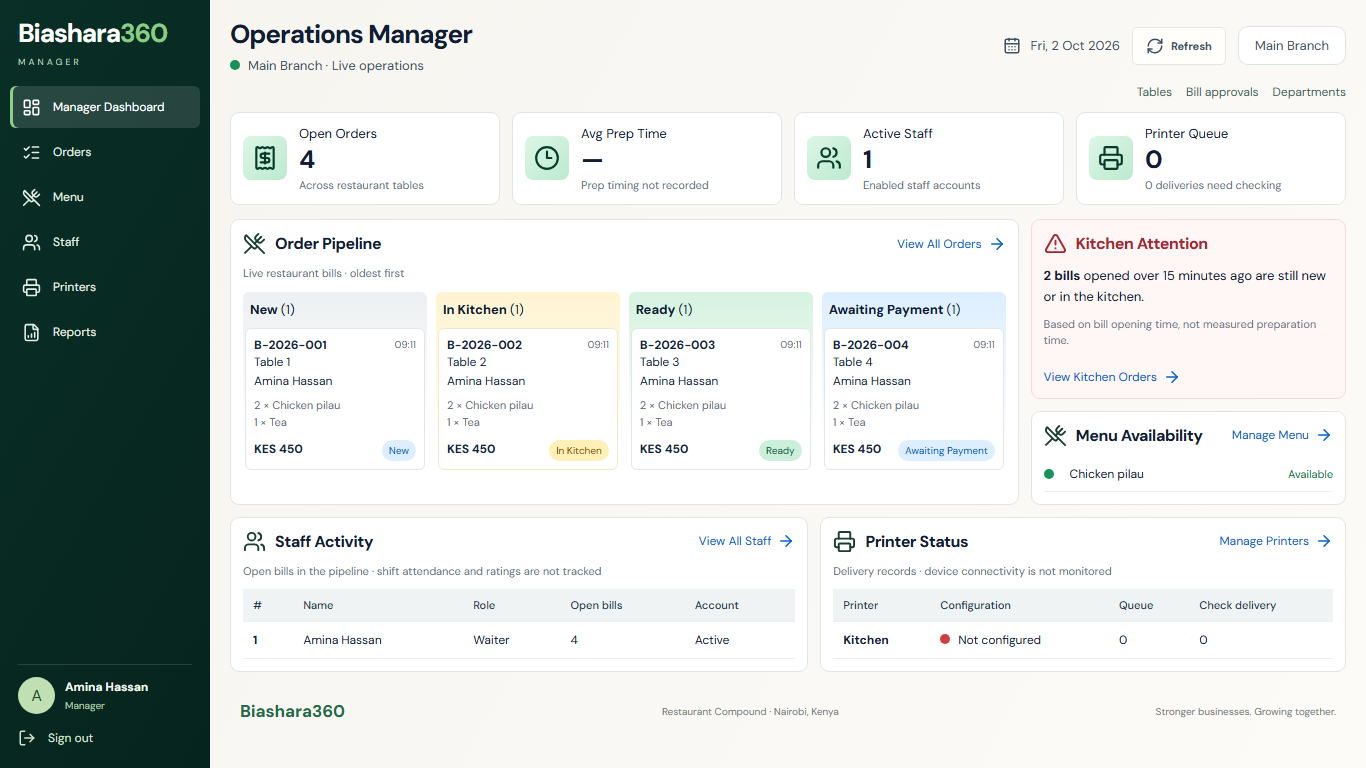 Biashara360
MANAGER
Manager Dashboard
Orders
Menu
Staff
Printers
Reports
A
Amina Hassan
Manager
Sign out
Operations Manager
Main Branch · Live operations
Fri, 2 Oct 2026
Refresh
Main Branch
Tables Bill approvals Departments
Open Orders
4
Across restaurant tables
Avg Prep Time
—
Prep timing not recorded
Active Staff
1
Enabled staff accounts
Printer Queue
0
0 deliveries need checking
Order Pipeline
View All Orders
Live restaurant bills · oldest first
New (1)
B-2026-001 09:11
Table 1
Amina Hassan
2 × Chicken pilau
1 × Tea
KES 450 New
In Kitchen (1)
B-2026-002 09:11
Table 2
Amina Hassan
2 × Chicken pilau
1 × Tea
KES 450 In Kitchen
Ready (1)
B-2026-003 09:11
Table 3
Amina Hassan
2 × Chicken pilau
1 × Tea
KES 450 Ready
Awaiting Payment (1)
B-2026-004 09:11
Table 4
Amina Hassan
2 × Chicken pilau
1 × Tea
KES 450 Awaiting Payment
Kitchen Attention
2 bills opened over 15 minutes ago are still new
or in the kitchen.
Based on bill opening time, not measured preparation
time.
View Kitchen Orders
Menu Availability Manage Menu
Chicken pilau Available
Staff Activity View All Staff
Open bills in the pipeline · shift attendance and ratings are not tracked
# Name Role Open bills Account
1 Amina Hassan Waiter 4 Active
Printer Status Manage Printers
Delivery records · device connectivity is not monitored
Printer Configuration Queue Check delivery
Kitchen Not configured 0 0
Biashara360
Restaurant Compound · Nairobi, Kenya
Stronger businesses. Growing together.